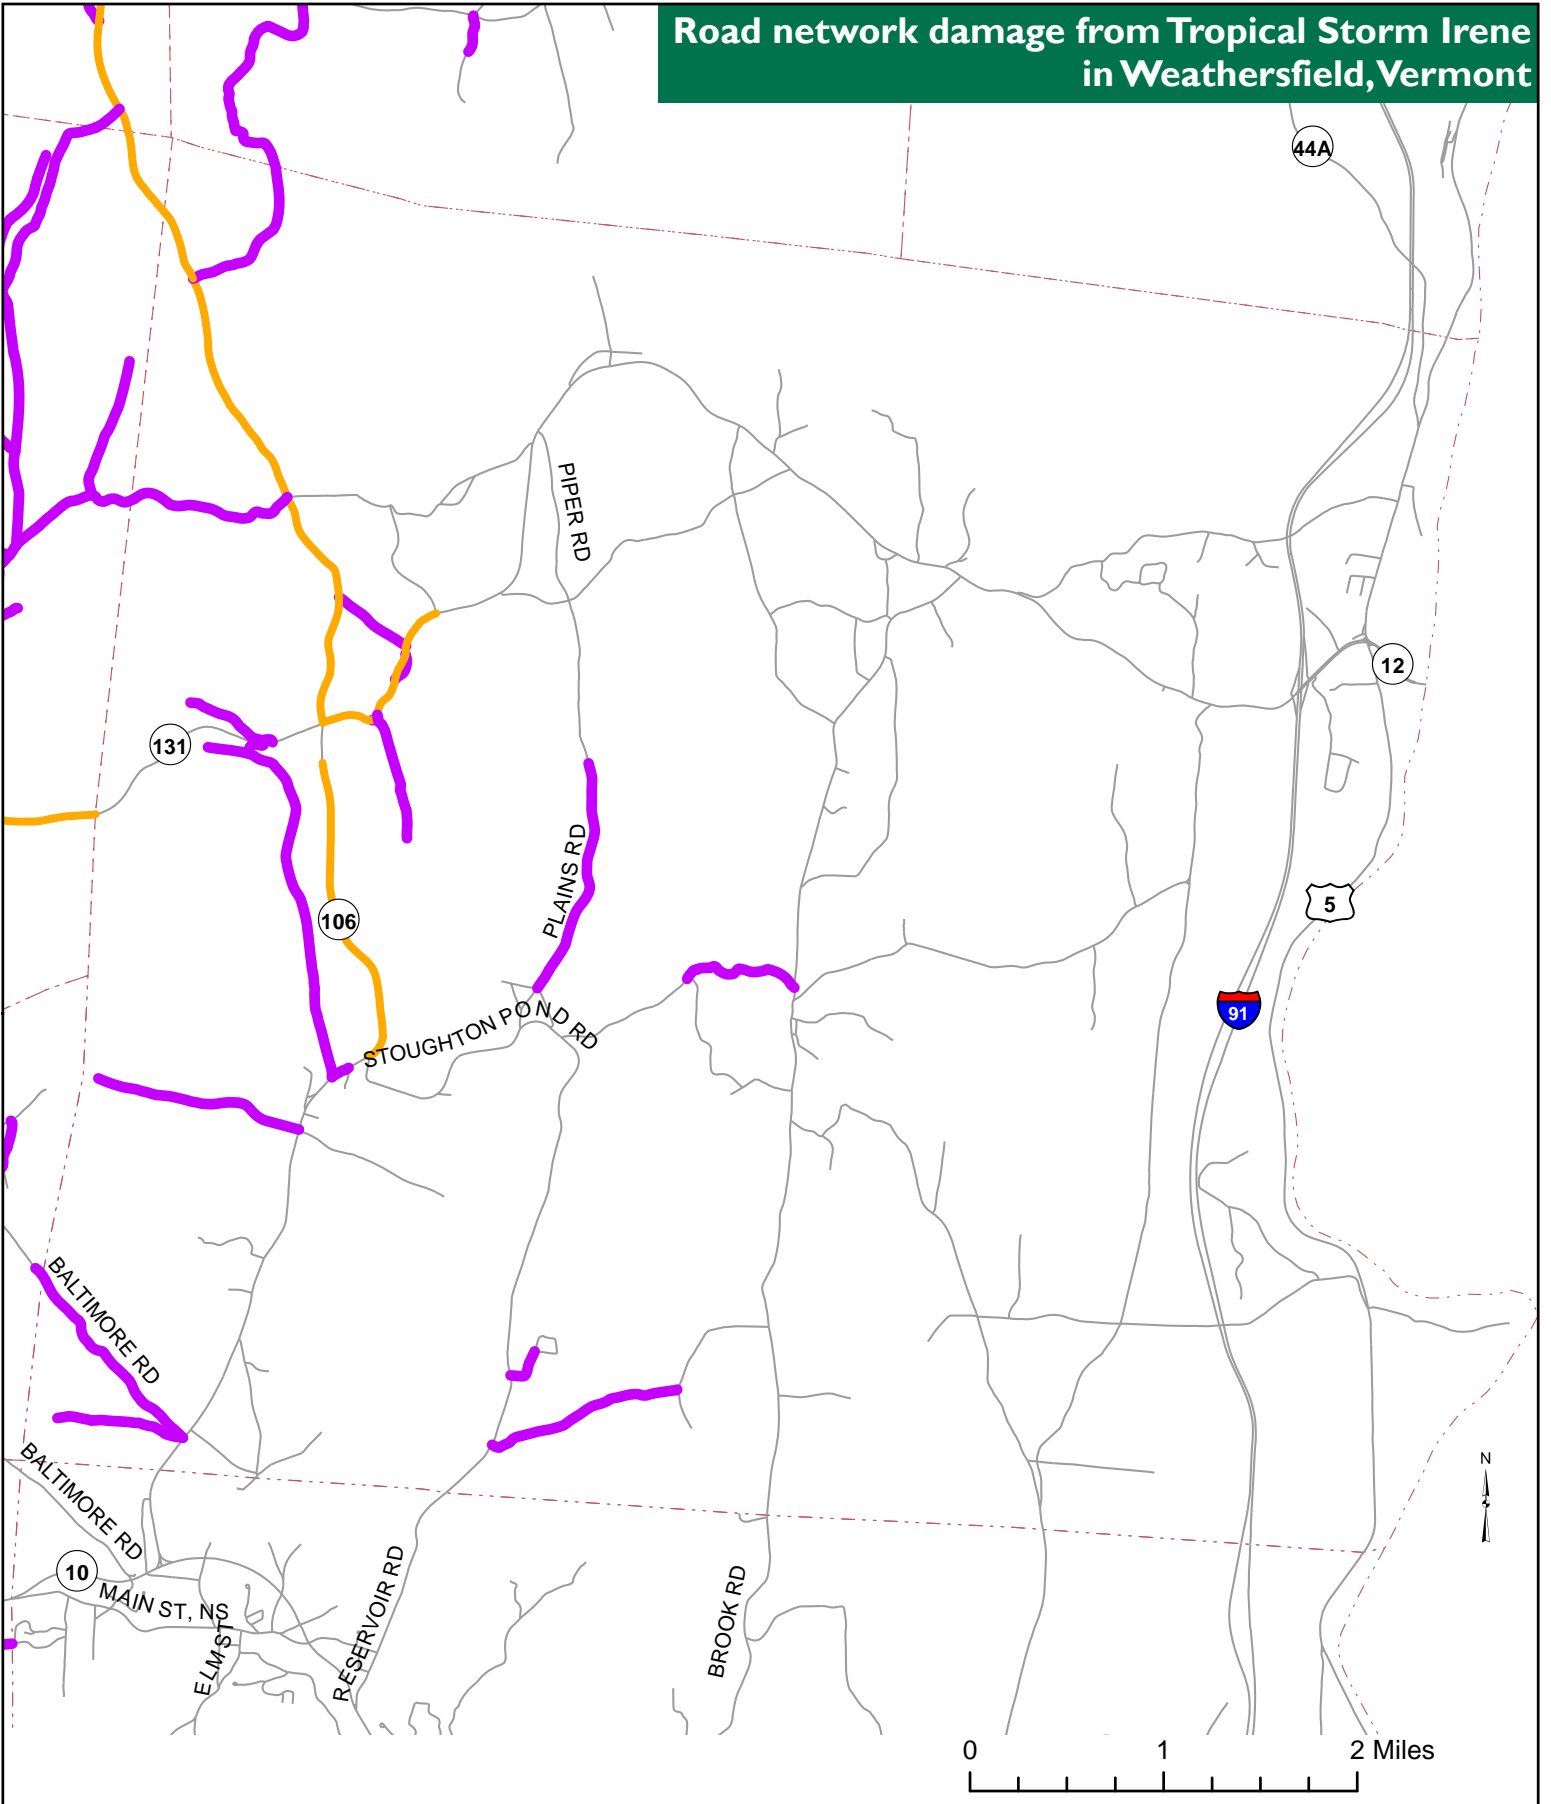 Road network damage from Tropical Storm Irene
in Weathersfield, Vermont
44A
PIPER RD
12
131
PLAINS RD
5
106
91
STOUGHTON POND RD
BALTIMORE RD
BALTIMORE RD
N
10
MAIN ST, NS
ELM ST
RESERVOIR RD
BROOK RD
0 1 2 Miles